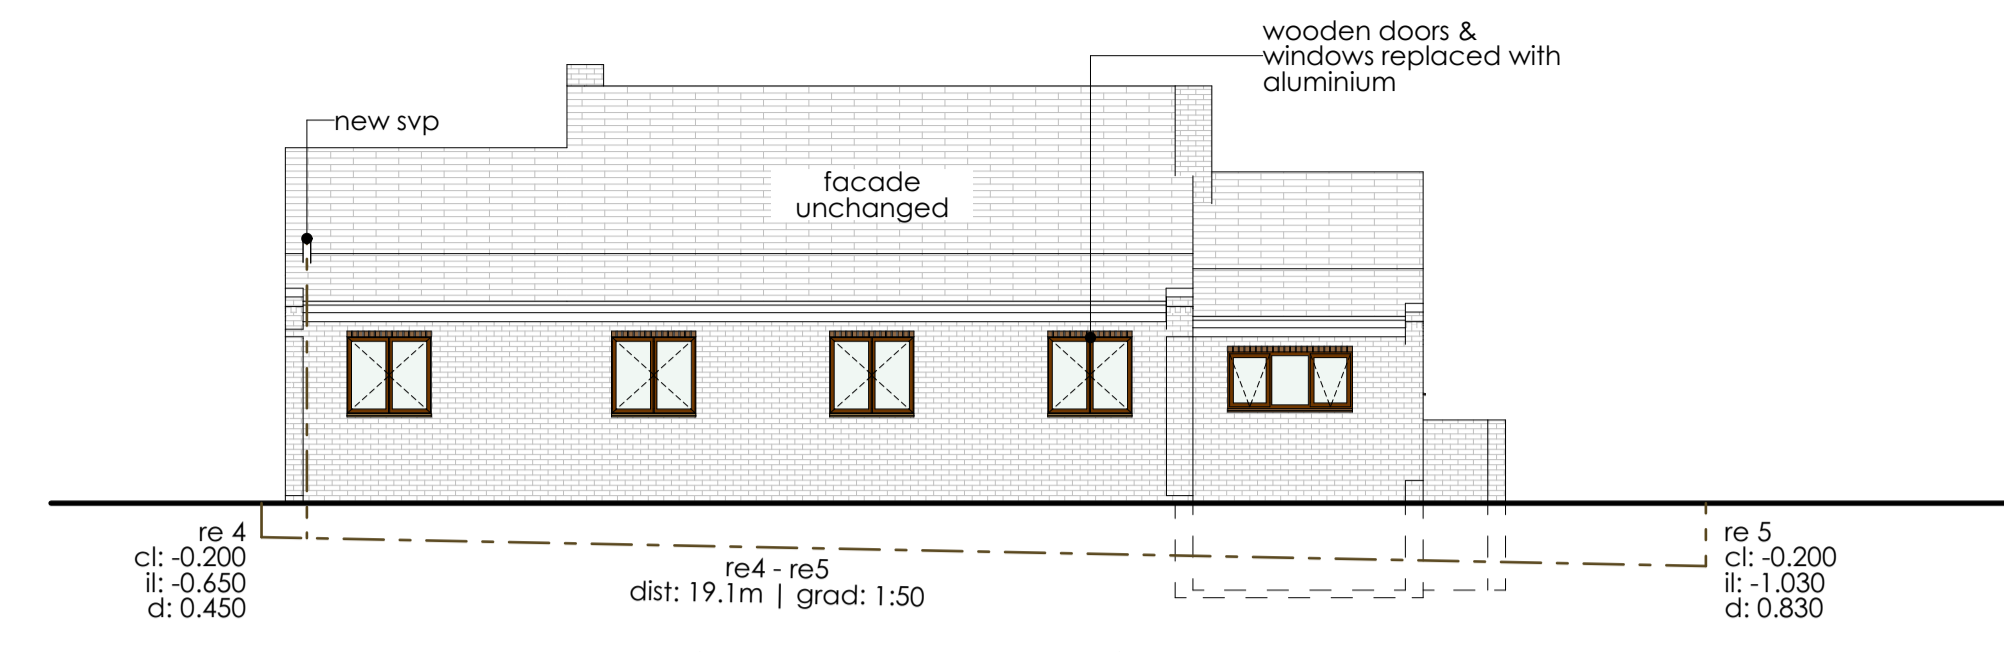 wooden doors &
windows replaced with
aluminium
new svp
facade
unchanged
re 4
cl: -0.200
il: -0.650
d: 0.450
re4 - re5
dist: 19.1m | grad: 1:50
re 5
cl: -0.200
il: -1.030
d: 0.830